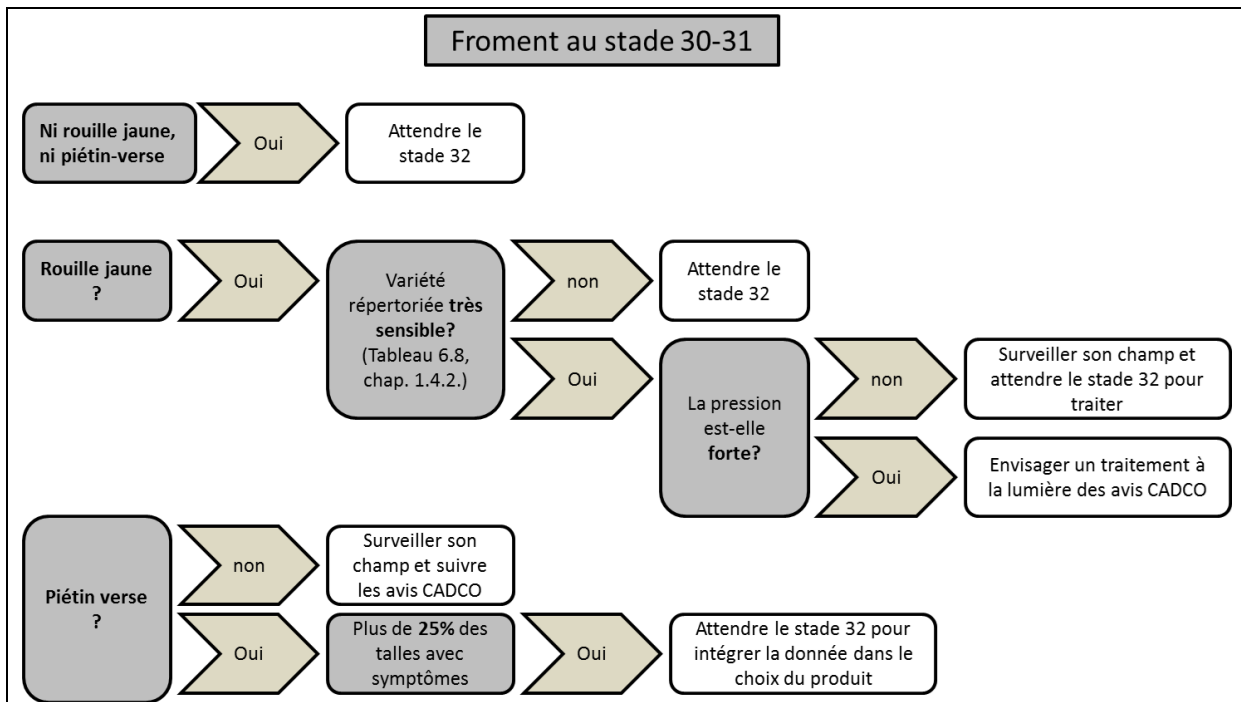 Froment au stade 30-31
Ni rouille jaune,
ni piétin-verse
Oui
Attendre le
stade 32
Rouille jaune
?
Oui
Variété
répertoriée très
sensible?
(Tableau 6.8,
chap. 1.4.2.)
non
Attendre le
stade 32
Oui
La pression
est-elle
forte?
non
Surveiller son champ et
attendre le stade 32 pour
traiter
Oui
Envisager un traitement à
la lumière des avis CADCO
Piétin verse
?
non
Surveiller son
champ et suivre
les avis CADCO
Oui
Plus de 25% des
talles avec
symptômes
Oui
Attendre le stade 32 pour
intégrer la donnée dans le
choix du produit